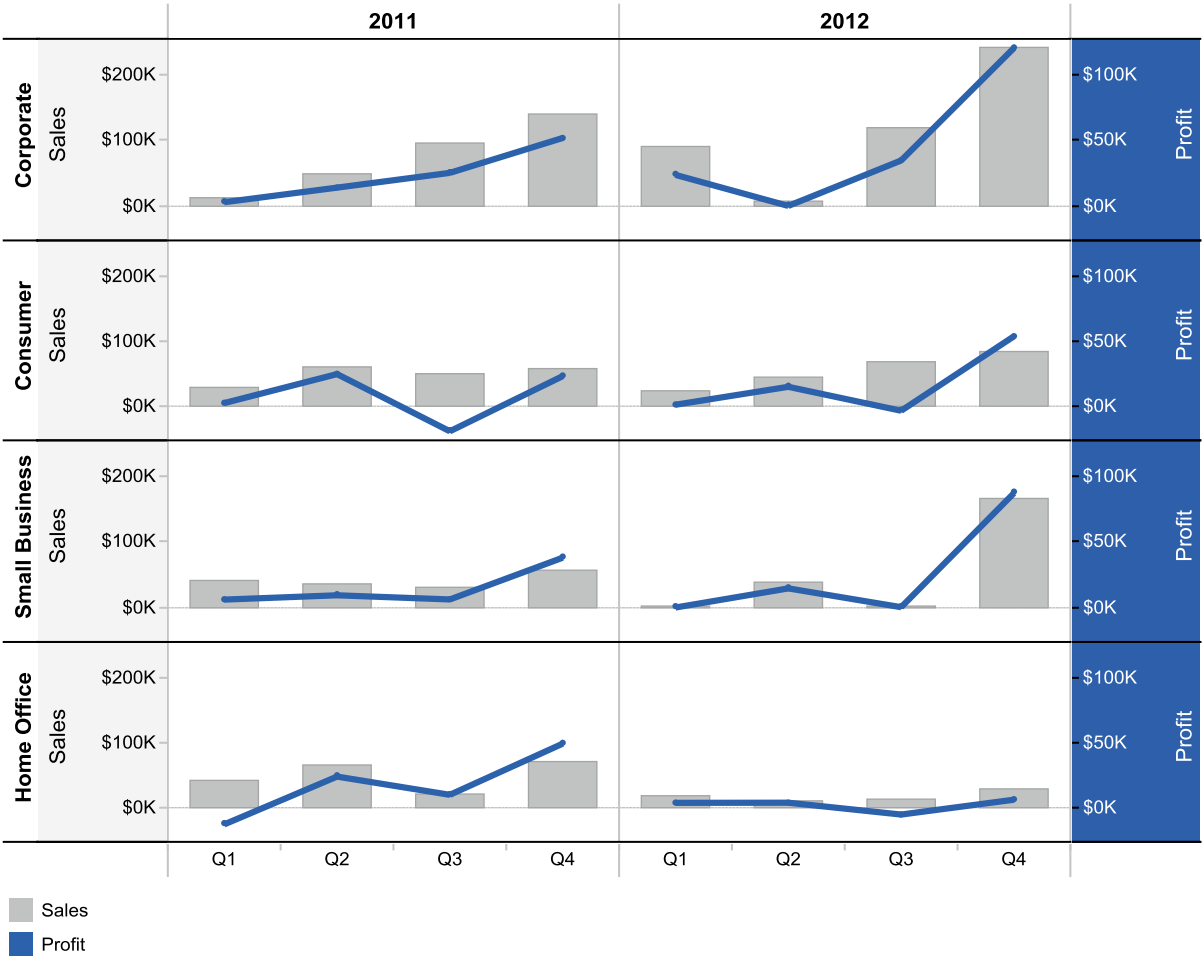 2011 2012
Corporate
Sales
$200K
$100K
$0K
$100K
$50K
$0K
Profit
Consumer
Sales
$200K
$100K
$0K
$100K
$50K
$0K
Profit
Small Business
Sales
$200K
$100K
$0K
$100K
$50K
$0K
Profit
Home Office
Sales
$200K
$100K
$0K
$100K
$50K
$0K
Profit
Q1 Q2 Q3 Q4 Q1 Q2 Q3 Q4
Sales
Profit